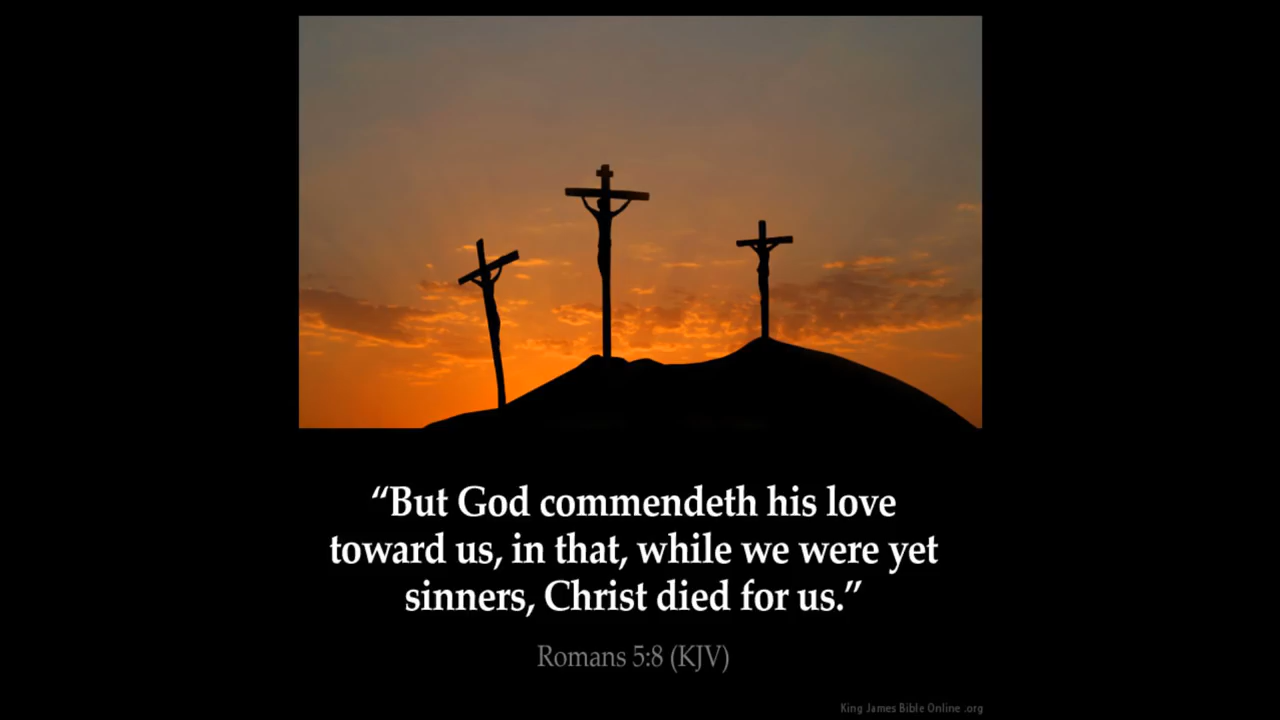 “But God commendeth his love
toward us, in that, while we were yet
sinners, Christ died for us.”
Romans 5:8 (KJV)
King James Bible Online .org